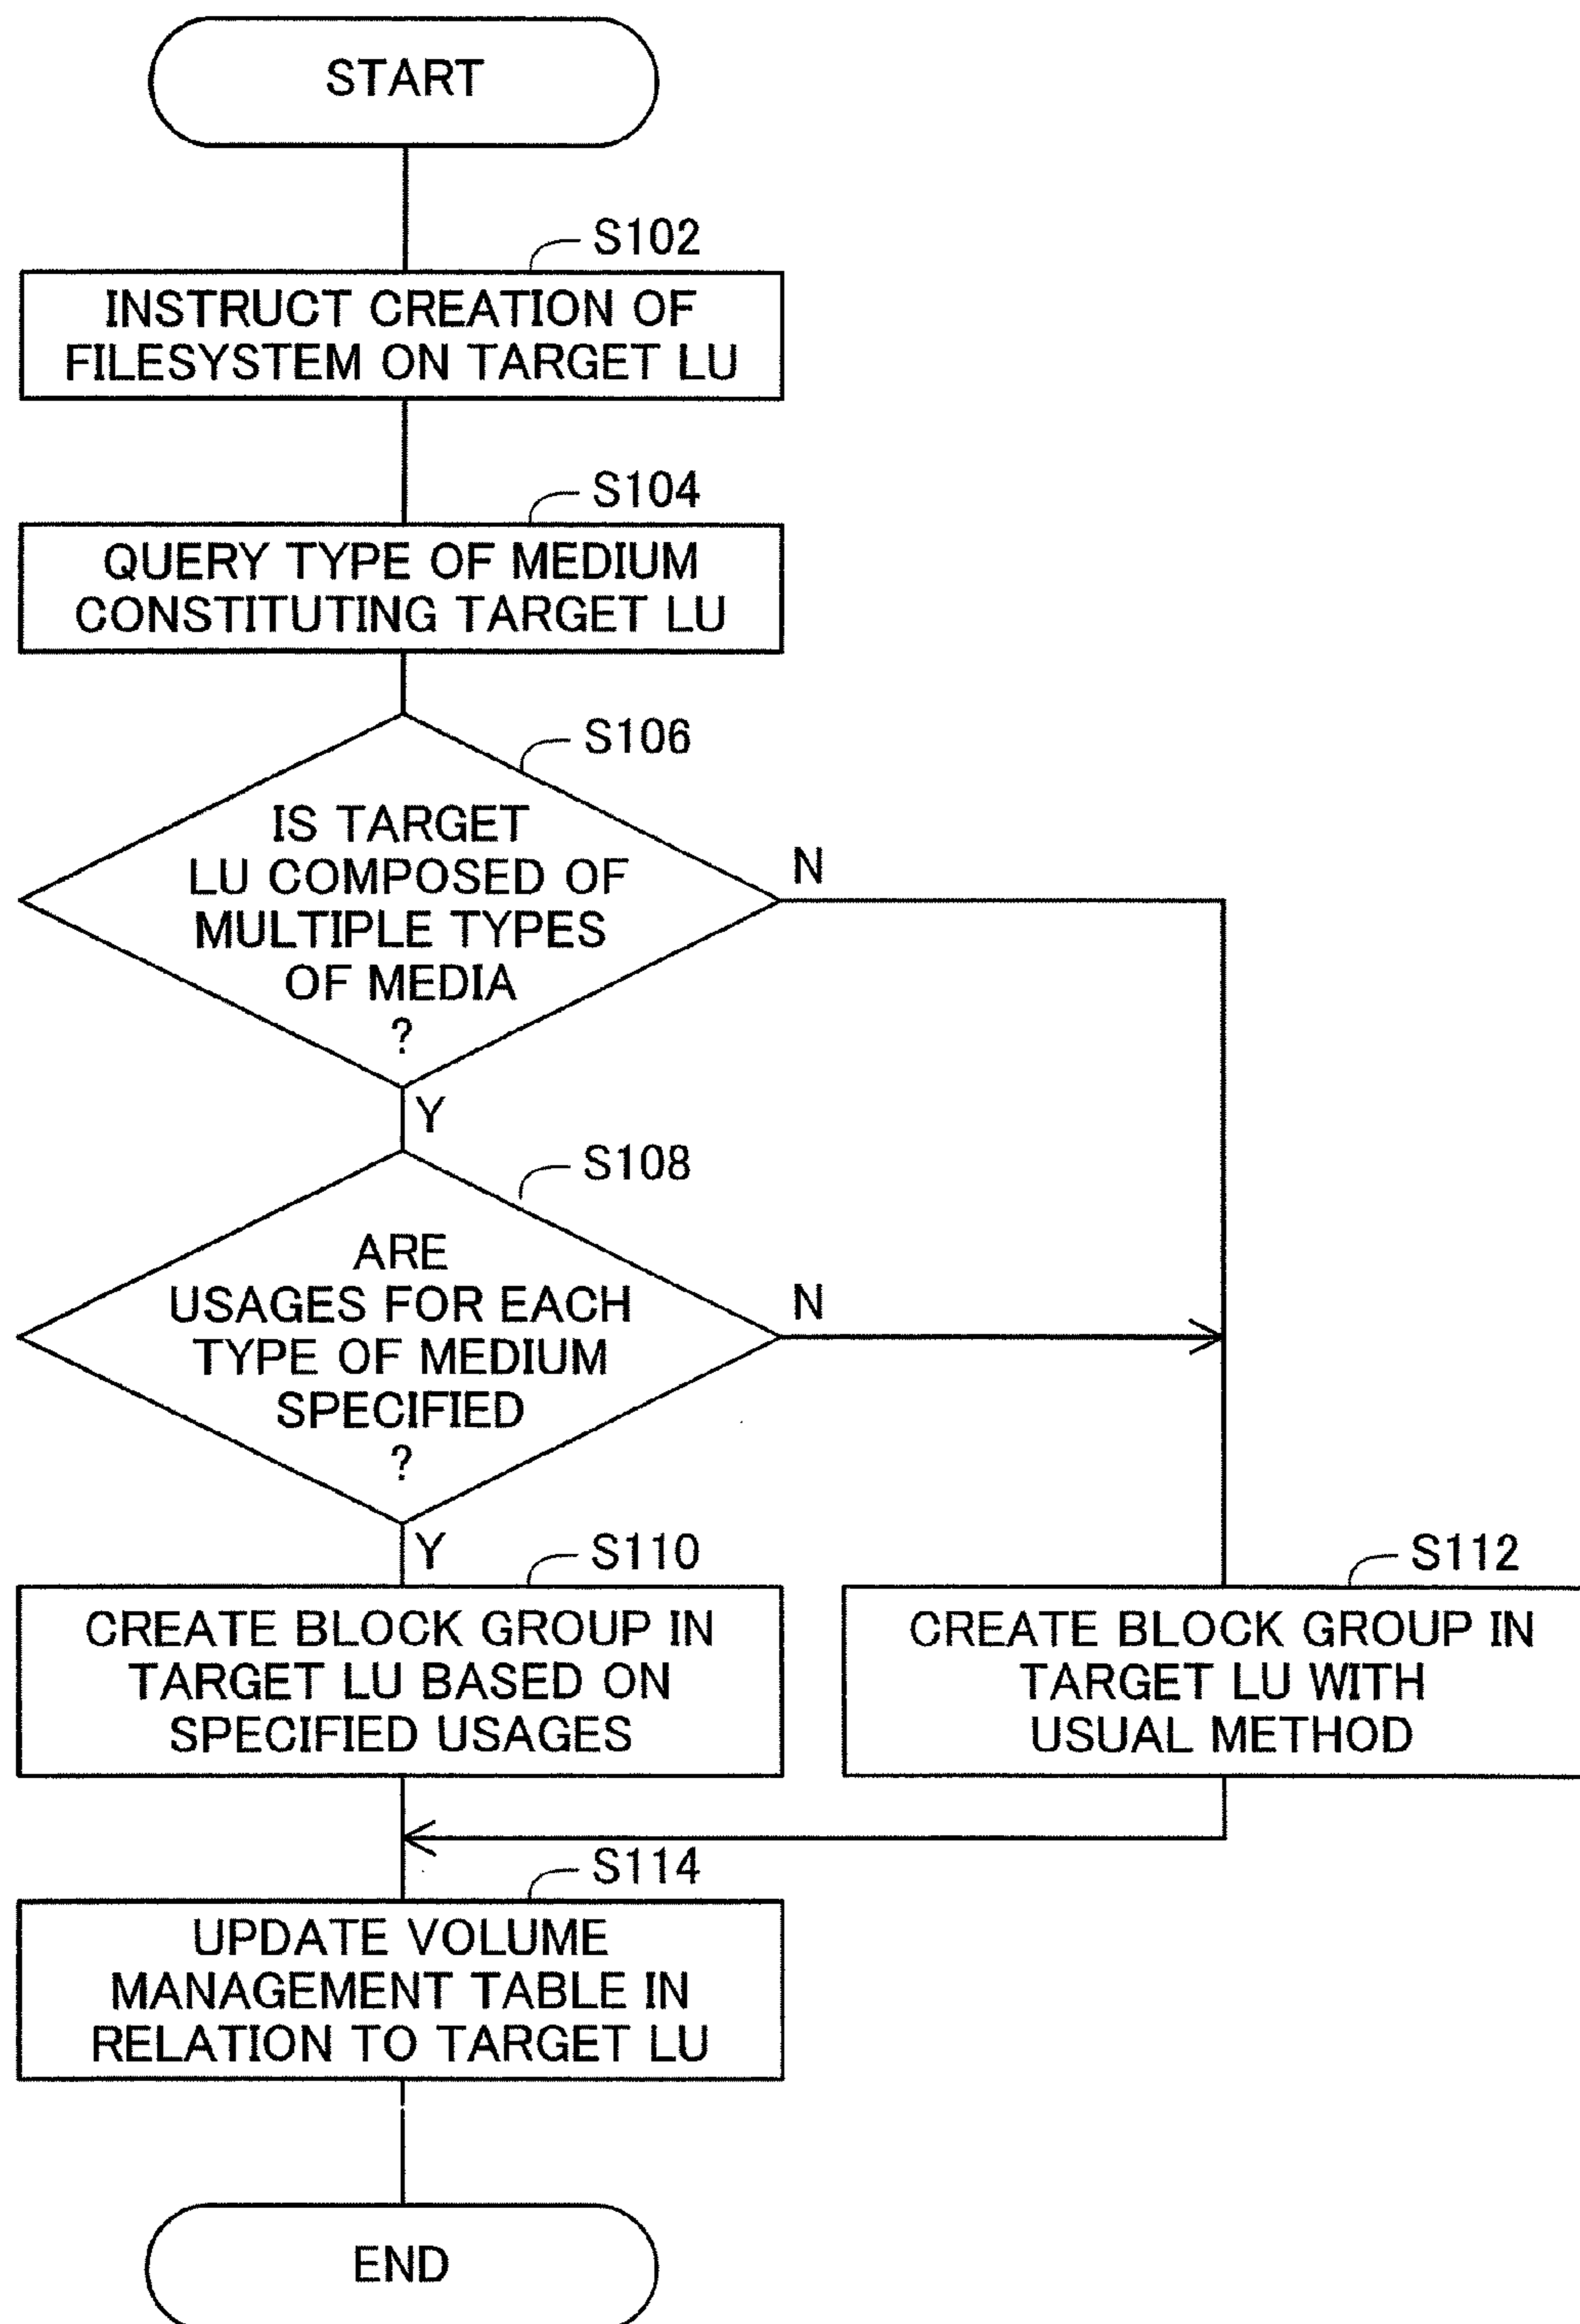 START
S102
INSTRUCT CREATION OF
FILESYSTEM ON TARGET LU
S104
QUERY TYPE OF MEDIUM
CONSTITUTING TARGET LU
S106
IS TARGET
LU COMPOSED OF
MULTIPLE TYPES
OF MEDIA
?
N
Y
S108
ARE
USAGES FOR EACH
TYPE OF MEDIUM
SPECIFIED
?
N
Y
S110
CREATE BLOCK GROUP IN
TARGET LU BASED ON
SPECIFIED USAGES
S112
CREATE BLOCK GROUP IN
TARGET LU WITH
USUAL METHOD
S114
UPDATE VOLUME
MANAGEMENT TABLE IN
RELATION TO TARGET LU
END